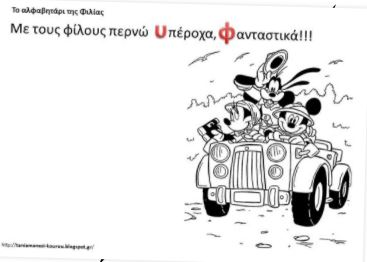 Το αλφαβητάρι της Φιλίας
Με τους φίλους περνώ υπέροχα, Φανταστικά!!!
http://taniamanesi-kourou.blogspot.gr/